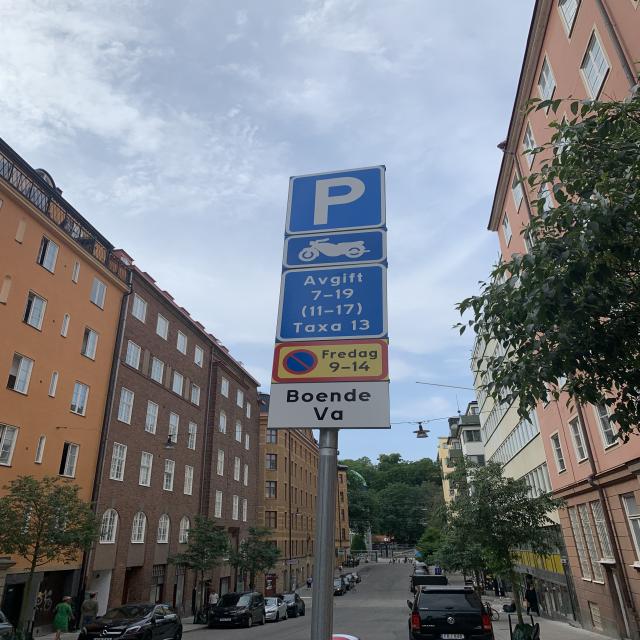 P
Avgift
7-19
(11-17)
Taxa 13
Fredag
9-14
Boende
Va